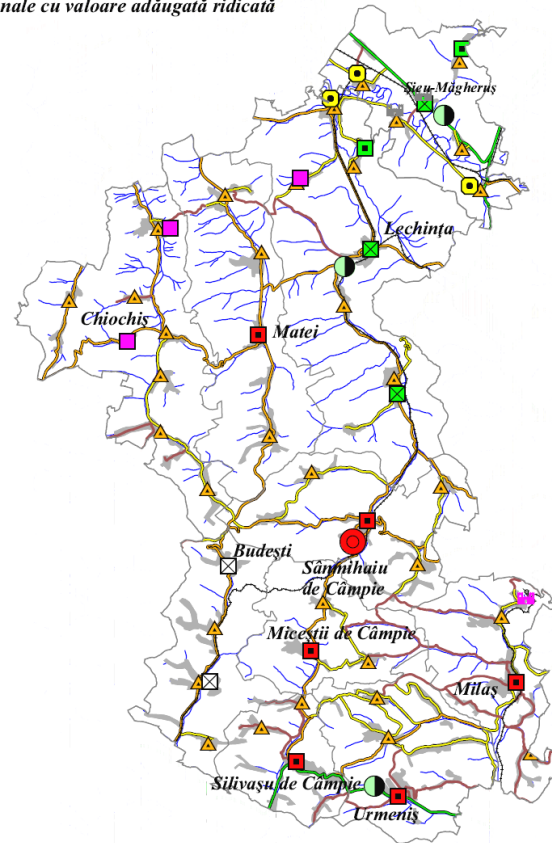 nale cu valoare adăugată ridicată
Șieu-Măgheruș
Lechința
Chiochiș
Matei
Budești
Sânmihaiu
de Câmpie
Miceștii de Câmpie
Milaș
Silivașu de Câmpie
Urmeniș